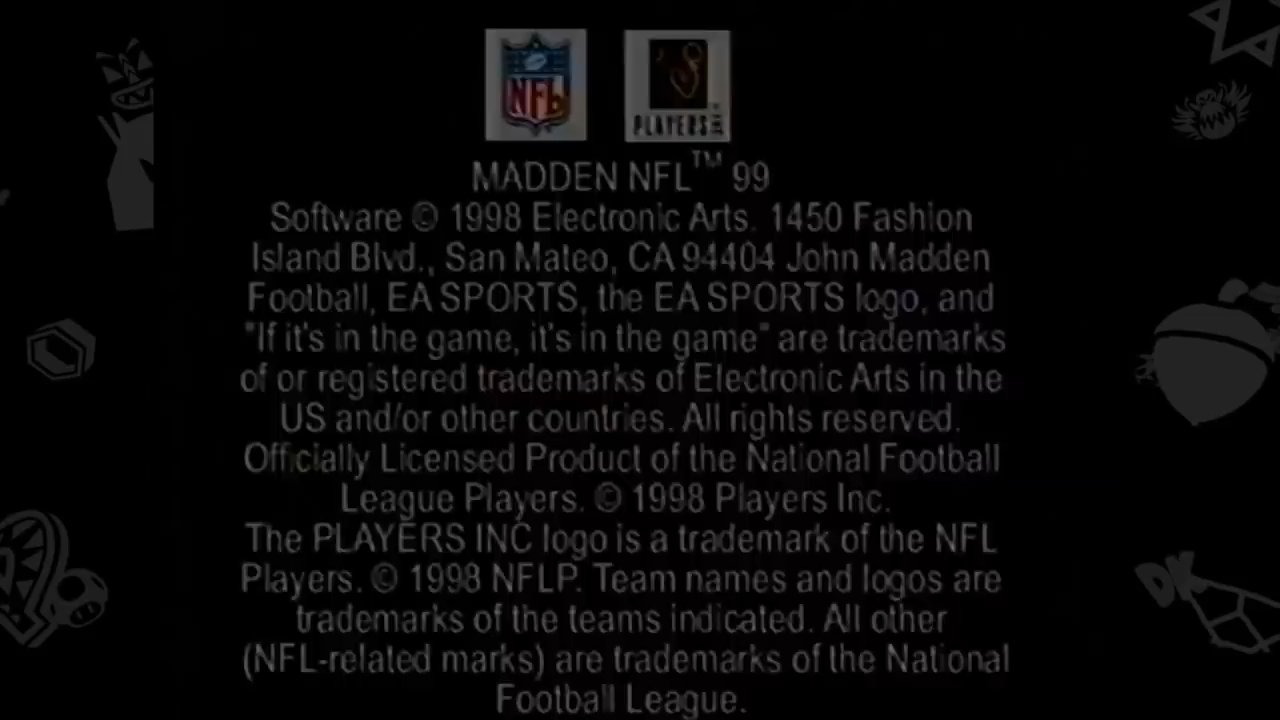 NFL
PLAYERS
MADDEN NFL™ 99
Software © 1998 Electronic Arts. 1450 Fashion
Island Blvd., San Mateo, CA 94404 John Madden
Football, EA SPORTS, the EA SPORTS logo, and
"If it's in the game, it's in the game" are trademarks
of or registered trademarks of Electronic Arts in the
US and/or other countries. All rights reserved.
Officially Licensed Product of the National Football
League Players. © 1998 Players Inc.
The PLAYERS INC logo is a trademark of the NFL
Players. © 1998 NFLP. Team names and logos are
trademarks of the teams indicated. All other
(NFL-related marks) are trademarks of the National
Football League.
DK